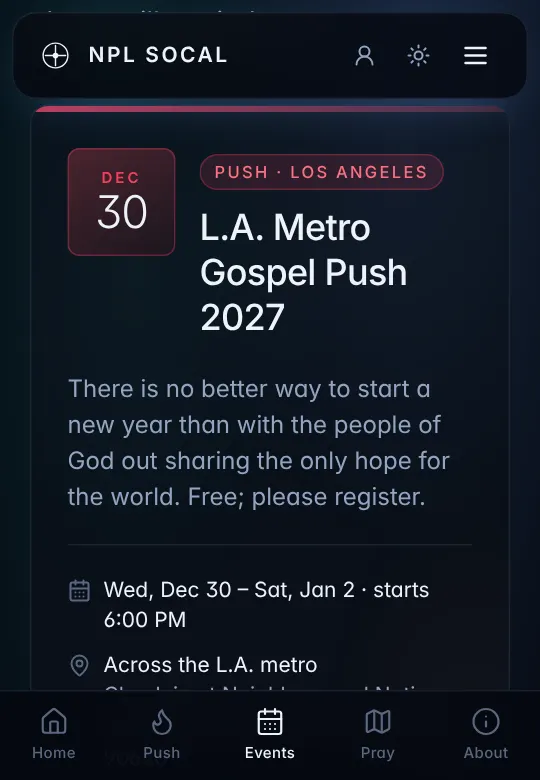 NPL SOCAL
DEC
30
PUSH · LOS ANGELES
L.A. Metro
Gospel Push
2027
There is no better way to start a
new year than with the people of
God out sharing the only hope for
the world. Free; please register.
Wed, Dec 30 – Sat, Jan 2 · starts
6:00 PM
Across the L.A. metro
Home
Push
Events
Pray
About